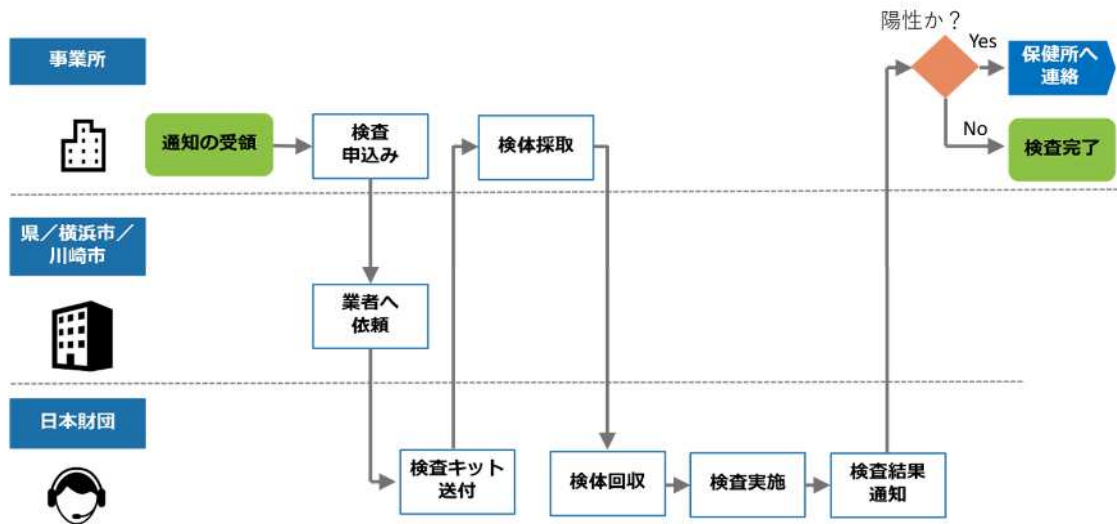 陽性か？
事業所
Yes
保健所へ
連絡
通知の受領
検査
申込み
検体採取
No
検査完了
県／横浜市／
川崎市
業者へ
依頼
日本財団
検査キット
送付
検体回収
検査実施
検査結果
通知